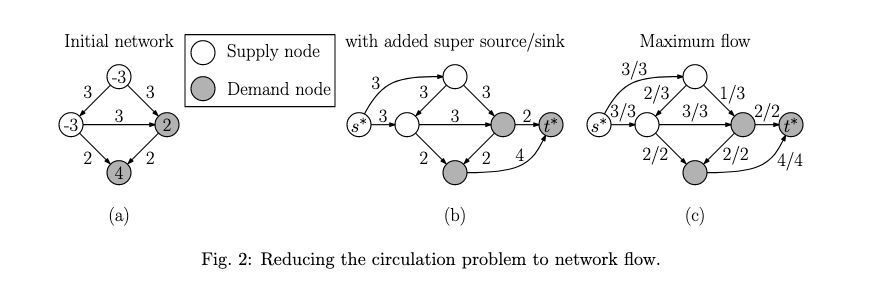 Initial network
Supply node
Demand node
with added super source/sink
Maximum flow
-3
3
3
-3
3
2
2
2
4
(a)
3
3
3
s*
3
3
2
t*
2
2
4
(b)
3/3
2/3
1/3
s*
3/3
3/3
2/2
t*
2/2
2/2
4/4
(c)
Fig. 2: Reducing the circulation problem to network flow.